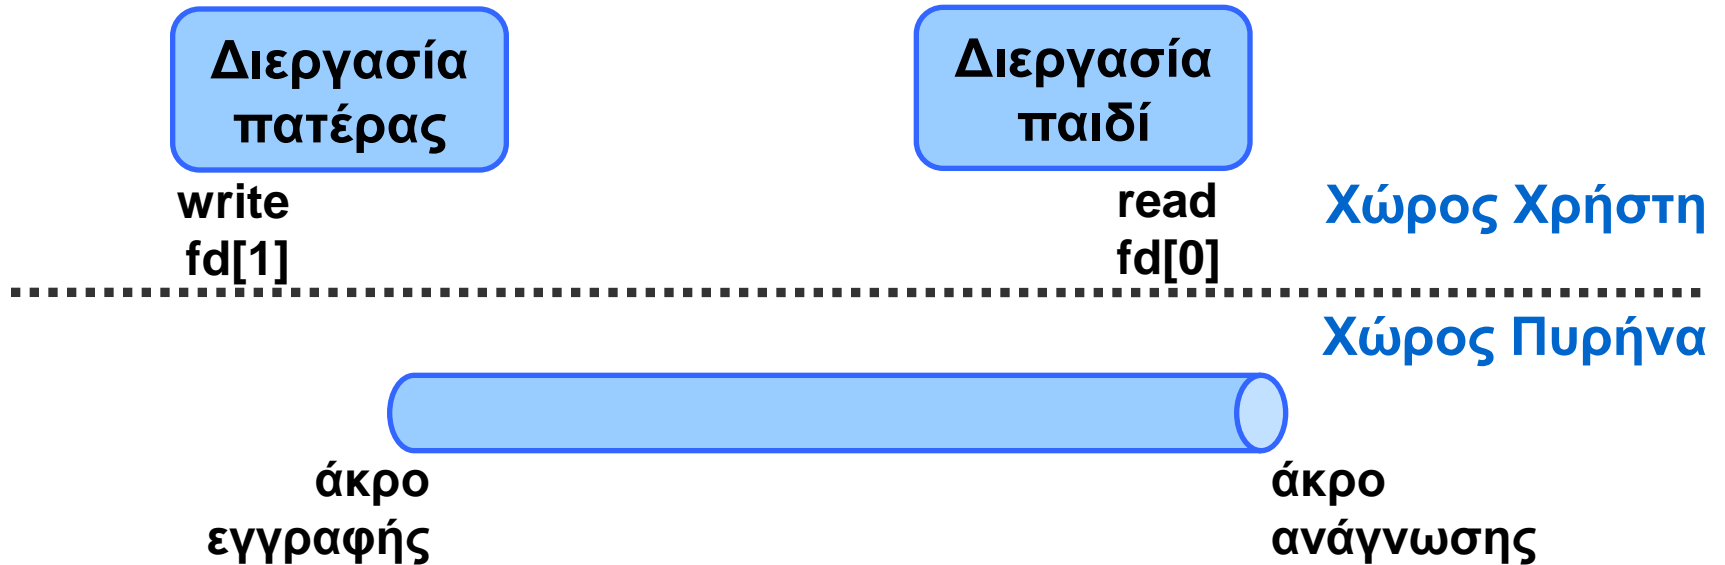 Διεργασία
πατέρας
Διεργασία
παιδί
write
fd[1]
read
fd[0]
Χώρος Χρήστη
Χώρος Πυρήνα
άκρο
εγγραφής
άκρο
ανάγνωσης